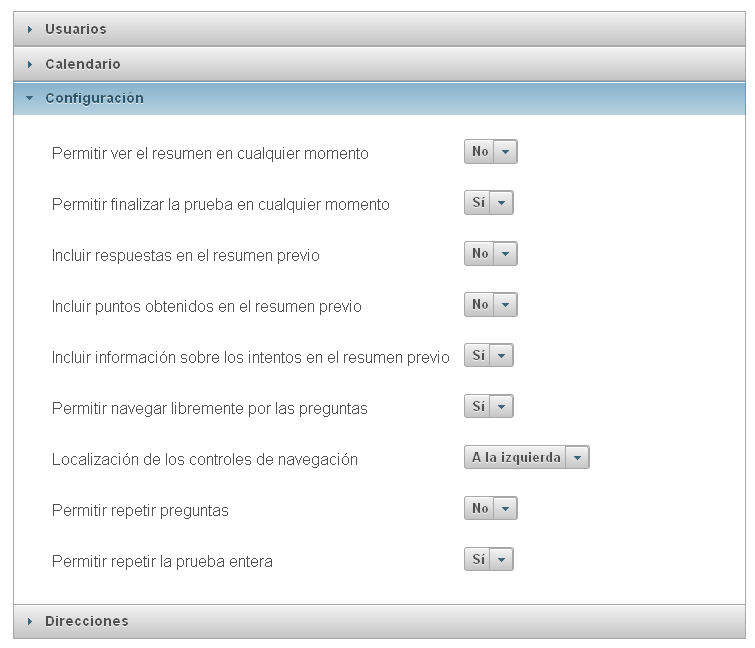 Usuarios
Calendario
Configuración
Permitir ver el resumen en cualquier momento No
Permitir finalizar la prueba en cualquier momento Sí
Incluir respuestas en el resumen previo No
Incluir puntos obtenidos en el resumen previo No
Incluir información sobre los intentos en el resumen previo Sí
Permitir navegar libremente por las preguntas Sí
Localización de los controles de navegación A la izquierda
Permitir repetir preguntas No
Permitir repetir la prueba entera Sí
Direcciones